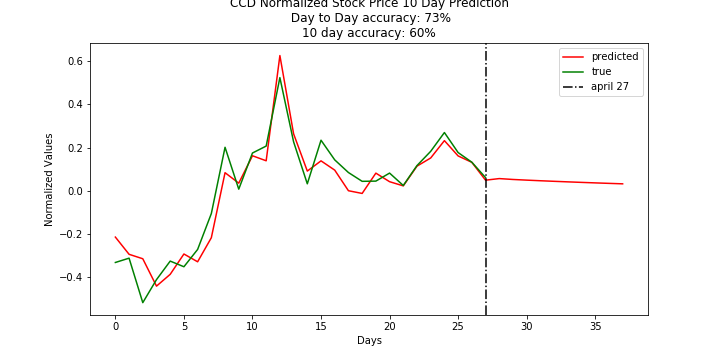 CCD Normalized Stock Price 10 Day Prediction
Day to Day accuracy: 73%
10 day accuracy: 60%
predicted
true
april 27
Normalized Values
0.6
0.4
0.2
0.0
−0.2
−0.4
0 5 10 15 20 25 30 35
Days